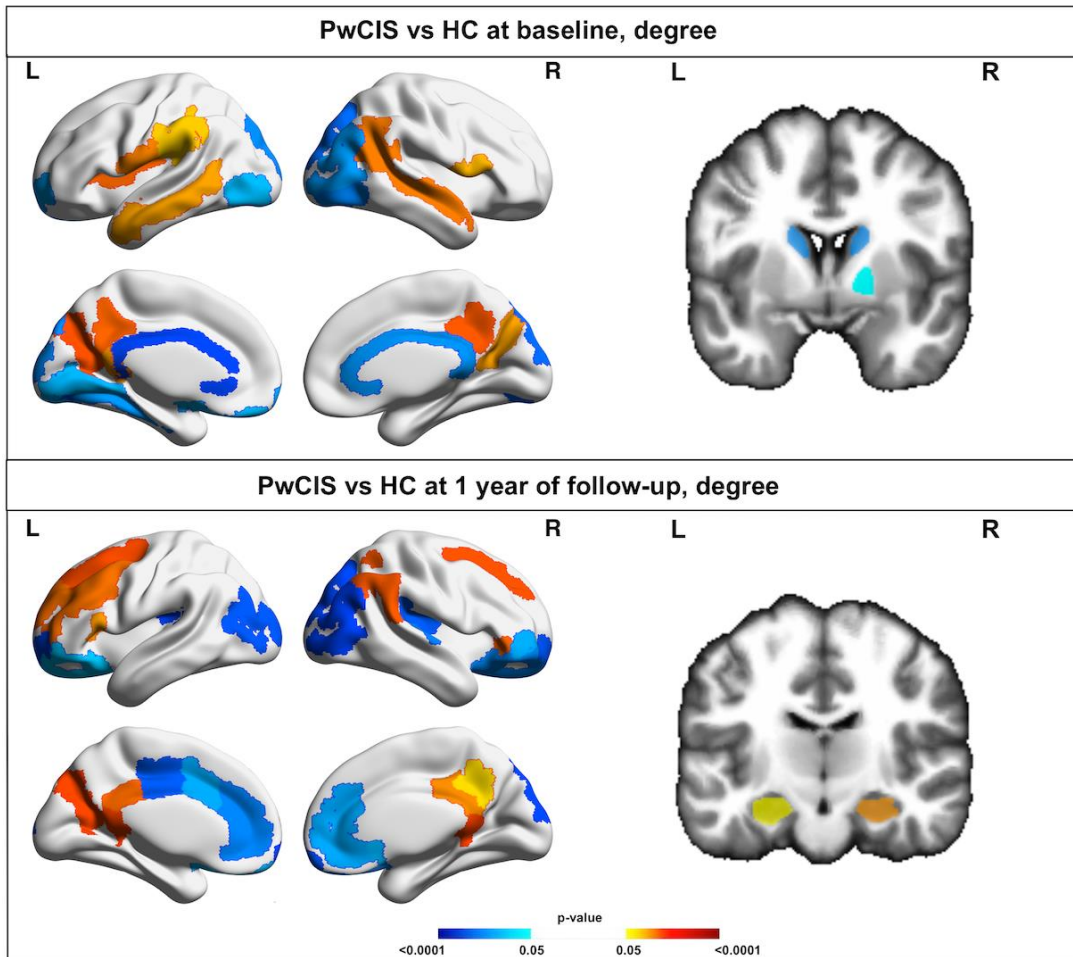 PwCIS vs HC at baseline, degree
L R L R
PwCIS vs HC at 1 year of follow-up, degree
L R L R
p-value
<0.0001 0.05 0.05 <0.0001